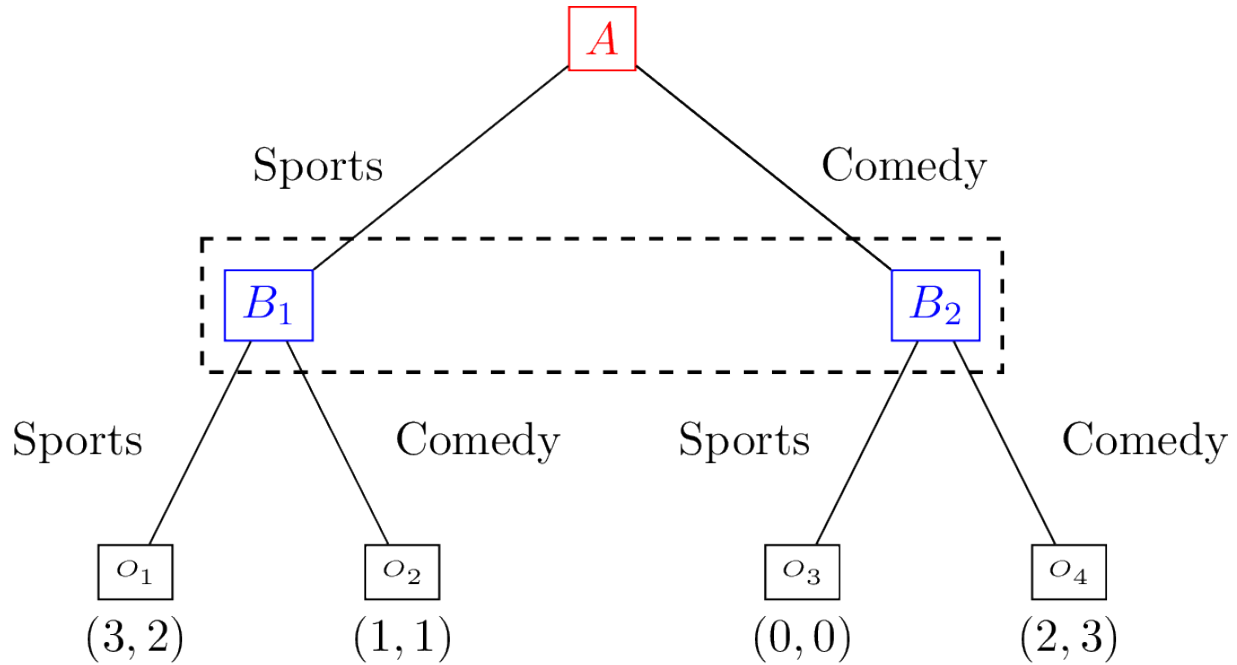 A
Sports Comedy
B₁ B₂
Sports Comedy Sports Comedy
o₁ o₂ o₃ o₄
(3, 2) (1, 1) (0, 0) (2, 3)